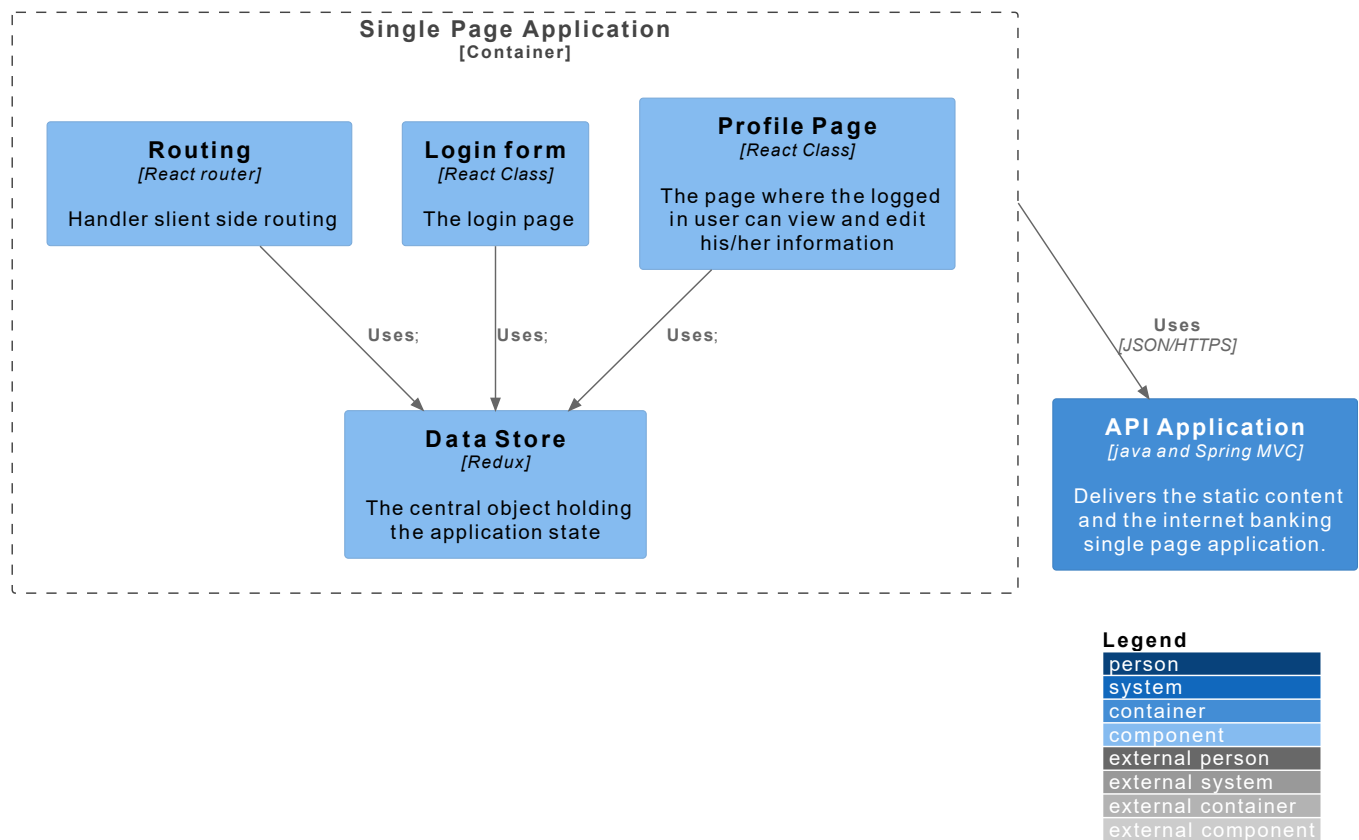 Single Page Application
[Container]
Routing
[React router]
Handler slient side routing
Login form
[React Class]
The login page
Profile Page
[React Class]
The page where the logged
in user can view and edit
his/her information
Uses;
Uses;
Uses;
Uses
[JSON/HTTPS]
Data Store
[Redux]
The central object holding
the application state
API Application
[java and Spring MVC]
Delivers the static content
and the internet banking
single page application.
Legend
person
system
container
component
external person
external system
external container
external component